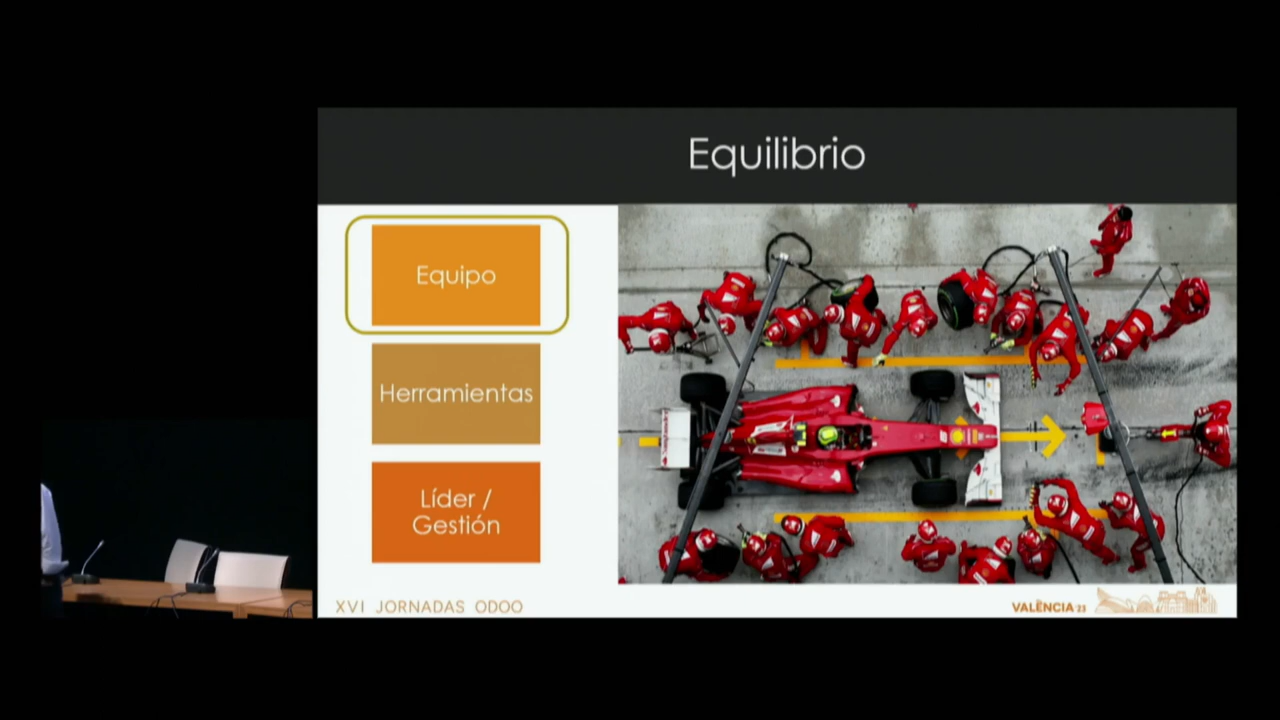 Equilibrio
Equipo
Herramientas
Líder /
Gestión
XVI JORNADAS ODOO
VALÈNCIA'23